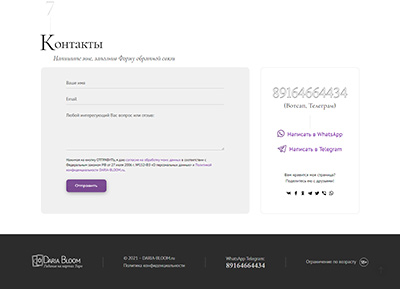 7
Контакты
Напишите мне, заполнив Форму обратной связи
Ваше имя
Email
Любой интересующий Вас вопрос или отзыв
Нажимая на кнопку ОТПРАВИТЬ, я даю согласие на обработку моих данных в соответствии с
Федеральным законом РФ от 27 июля 2006 г. №152-ФЗ «О персональных данных» и Политикой
конфиденциальности DARIA-BLOOM.ru.
Отправить
89164664434
(Вотсап, Телеграм)
Написать в WhatsApp
Написать в Telegram
Вам нравится моя страница?
Поделитесь ею с друзьями!
DARIA BLOOM
Гадание на картах Таро
© 2021 - DARIA-BLOOM.ru
Политика конфиденциальности
WhatsApp, Telegram:
89164664434
Ограничение по возрасту
18+